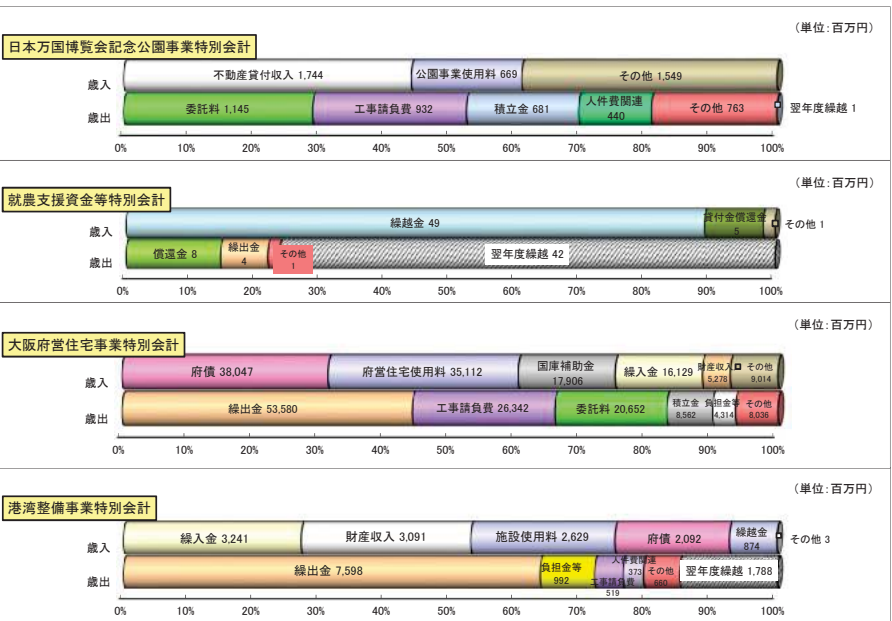 (単位:百万円)
日本万国博覧会記念公園事業特別会計
歳入
不動産貸付収入 1,744
公園事業使用料 669
その他 1,549
歳出
委託料 1,145
工事請負費 932
積立金 681
人件費関連
440
その他 763
翌年度繰越 1
0% 10% 20% 30% 40% 50% 60% 70% 80% 90% 100%
(単位:百万円)
就農支援資金等特別会計
歳入
繰越金 49
貸付金償還金
5
その他 1
歳出
償還金 8
繰出金
4
その他
1
翌年度繰越 42
0% 10% 20% 30% 40% 50% 60% 70% 80% 90% 100%
(単位:百万円)
大阪府営住宅事業特別会計
歳入
府債 38,047
府営住宅使用料 35,112
国庫補助金
17,906
繰入金 16,129
財産収入
5,278
その他
9,014
歳出
繰出金 53,580
工事請負費 26,342
委託料 20,652
積立金
8,562
負担金等
4,314
その他
8,036
0% 10% 20% 30% 40% 50% 60% 70% 80% 90% 100%
(単位:百万円)
港湾整備事業特別会計
歳入
繰入金 3,241
財産収入 3,091
施設使用料 2,629
府債 2,092
繰越金
874
その他 3
歳出
繰出金 7,598
負担金等
992
工事請負費
519
人件費関連
373
その他
660
翌年度繰越 1,788
0% 10% 20% 30% 40% 50% 60% 70% 80% 90% 100%